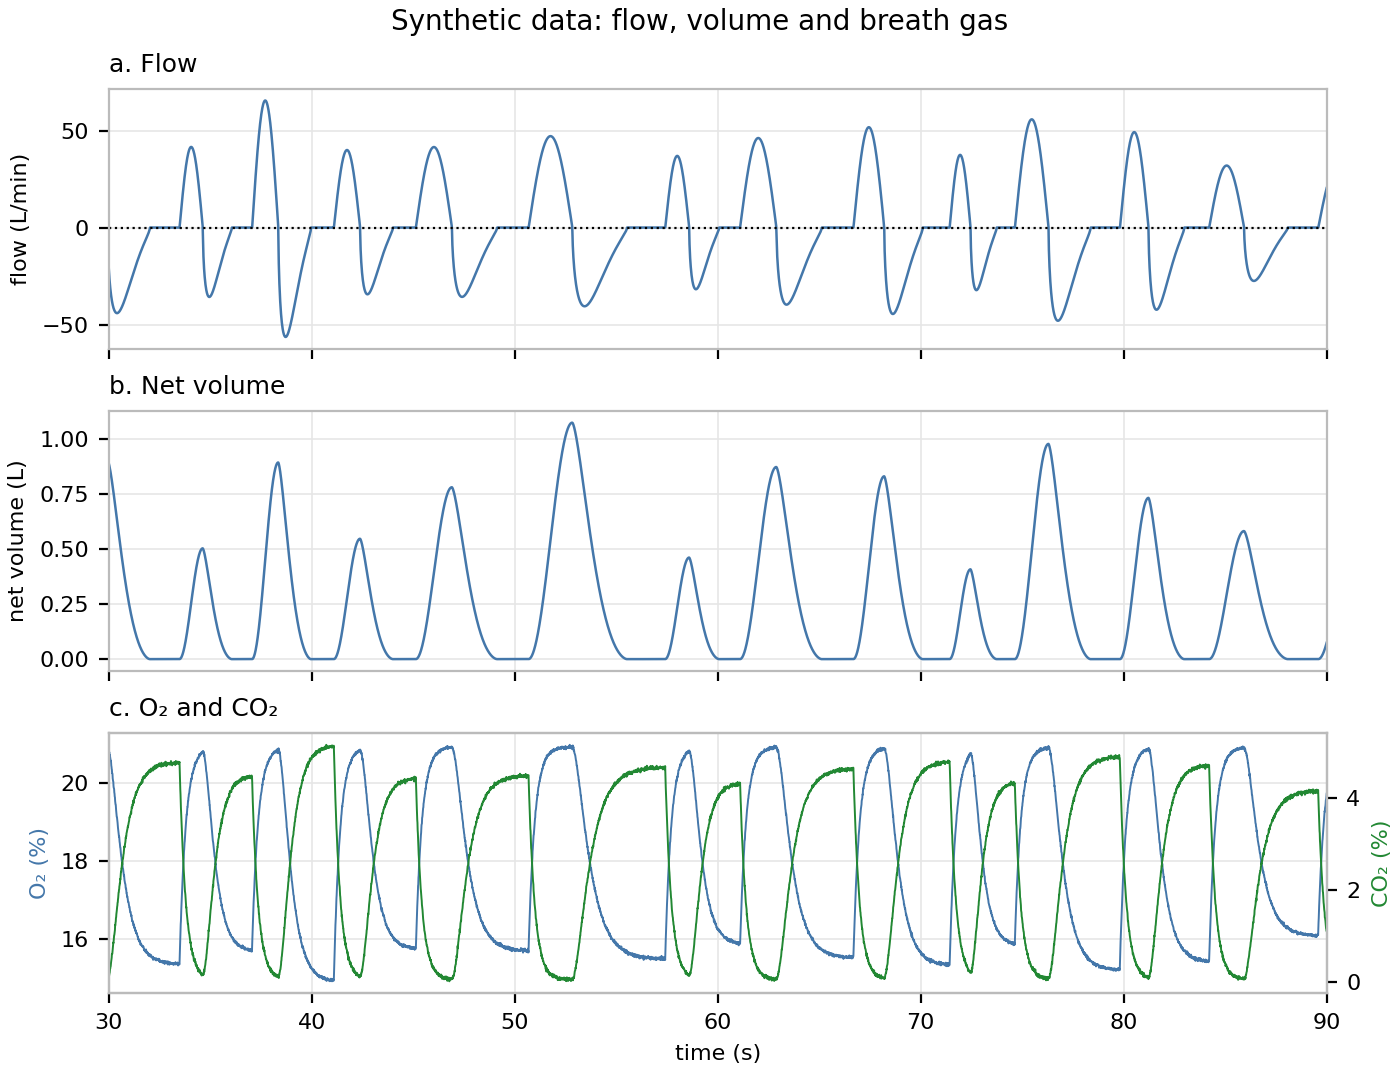 Synthetic data: flow, volume and breath gas
a. Flow
flow (L/min)
50
0
−50
b. Net volume
net volume (L)
1.00
0.75
0.50
0.25
0.00
c. O₂ and CO₂
O₂ (%)
20
18
16
CO₂ (%)
4
2
0
30 40 50 60 70 80 90
time (s)